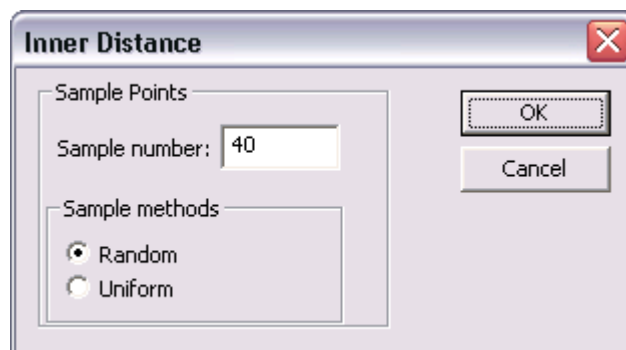 Inner Distance
Sample Points
Sample number: 40
Sample methods
Random
Uniform
OK
Cancel